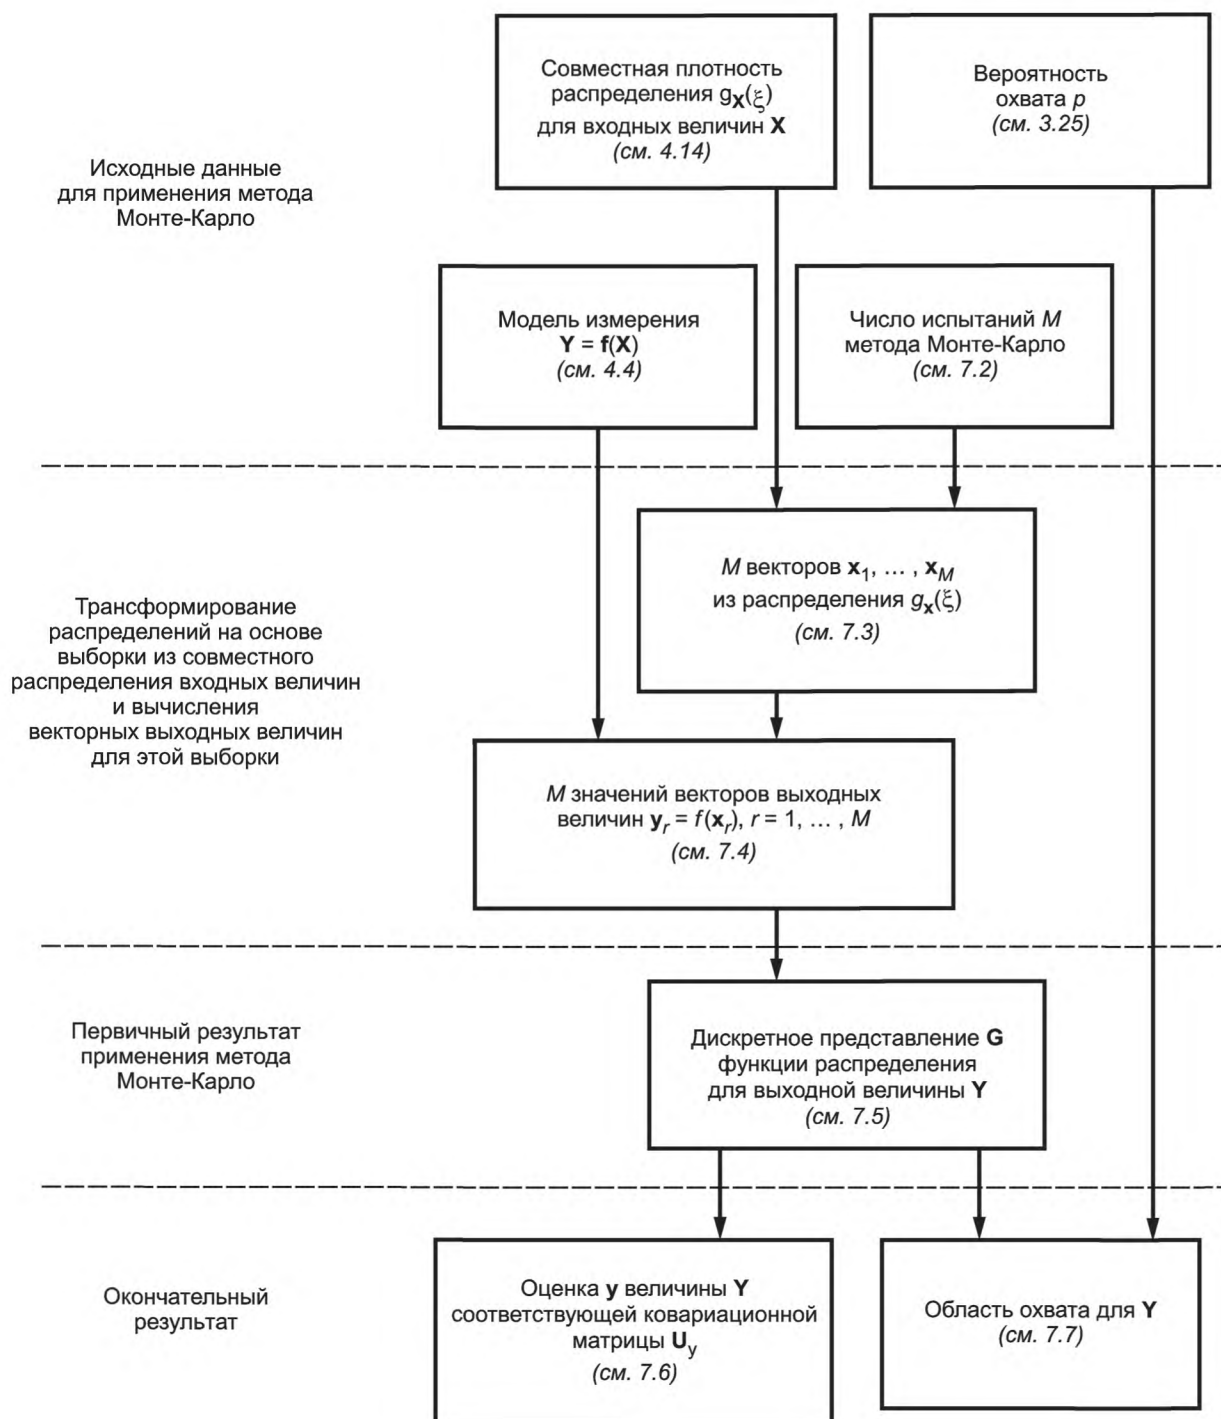 Совместная плотность
распределения gX(ξ)
для входных величин X
(см. 4.14)
Вероятность
охвата p
(см. 3.25)
Исходные данные
для применения метода
Монте-Карло
Модель измерения
Y = f(X)
(см. 4.4)
Число испытаний M
метода Монте-Карло
(см. 7.2)
M векторов x1, … , xM
из распределения gx(ξ)
(см. 7.3)
Трансформирование
распределений на основе
выборки из совместного
распределения входных величин
и вычисления
векторных выходных величин
для этой выборки
M значений векторов выходных
величин yr = f(xr), r = 1, … , M
(см. 7.4)
Первичный результат
применения метода
Монте-Карло
Дискретное представление G
функции распределения
для выходной величины Y
(см. 7.5)
Окончательный
результат
Оценка y величины Y
соответствующей ковариационной
матрицы Uy
(см. 7.6)
Область охвата для Y
(см. 7.7)